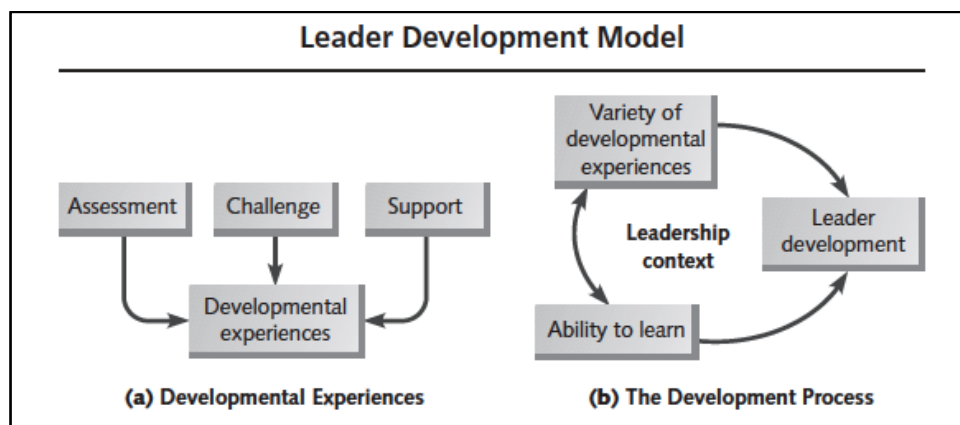 Leader Development Model
Assessment
Challenge
Support
Developmental
experiences
(a) Developmental Experiences
Variety of
developmental
experiences
Leadership
context
Leader
development
Ability to learn
(b) The Development Process